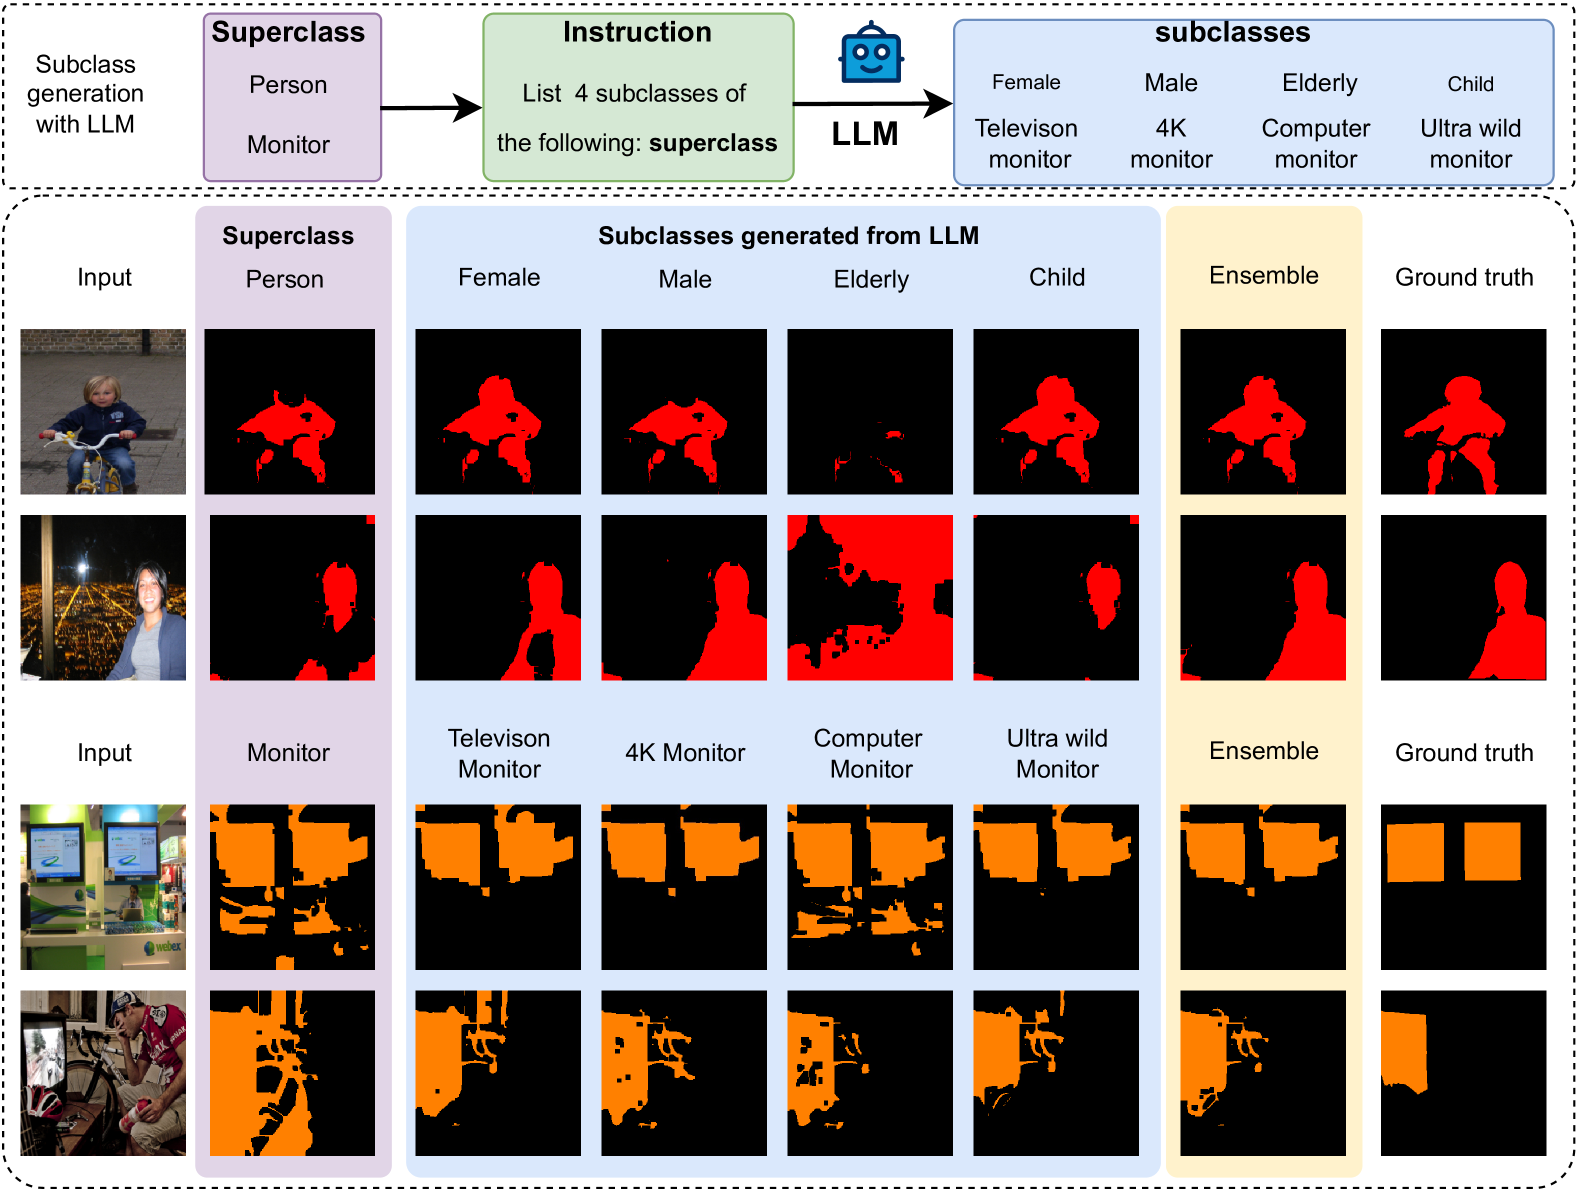 Subclass
generation
with LLM
Superclass
Person
Monitor
Instruction
List 4 subclasses of
the following: superclass
LLM
subclasses
Female Male Elderly Child
Televison monitor 4K monitor Computer monitor Ultra wild monitor
Superclass
Subclasses generated from LLM
Input Person Female Male Elderly Child Ensemble Ground truth
Input Monitor Televison Monitor 4K Monitor Computer Monitor Ultra wild Monitor Ensemble Ground truth
webex